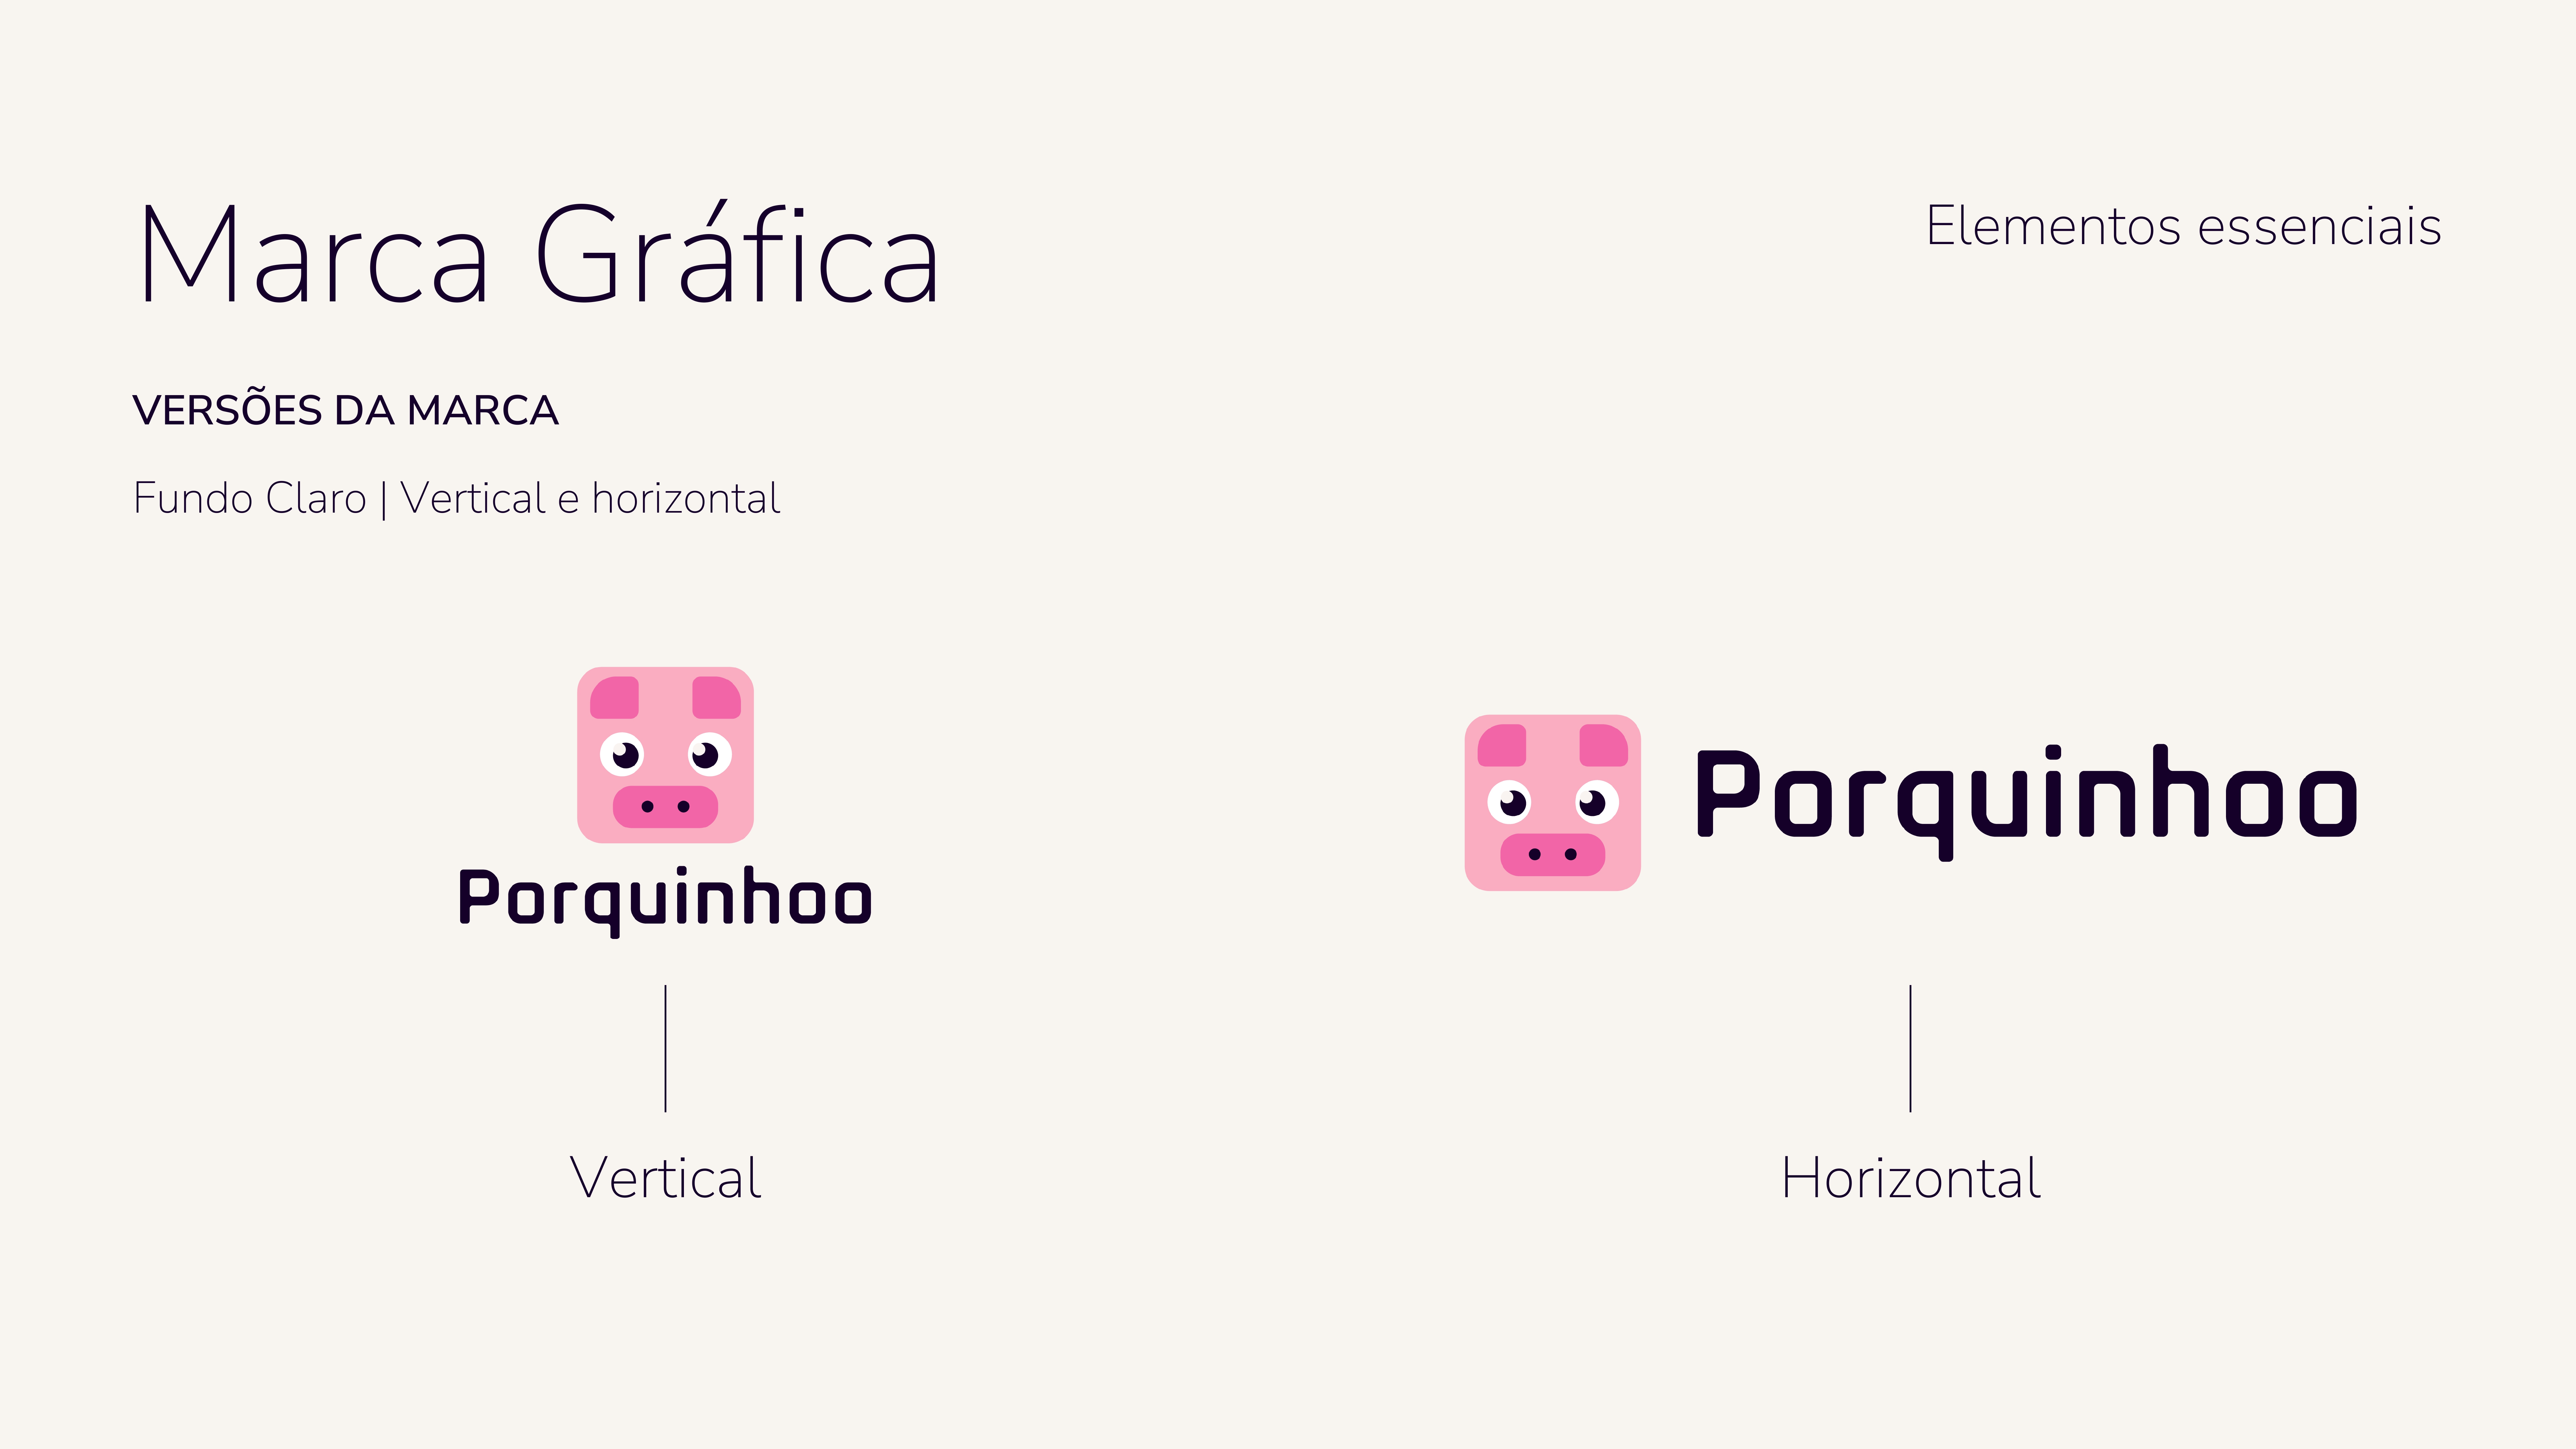 Marca Gráfica
Elementos essenciais
VERSÕES DA MARCA
Fundo Claro | Vertical e horizontal
Porquinhoo
Porquinhoo
Vertical
Horizontal